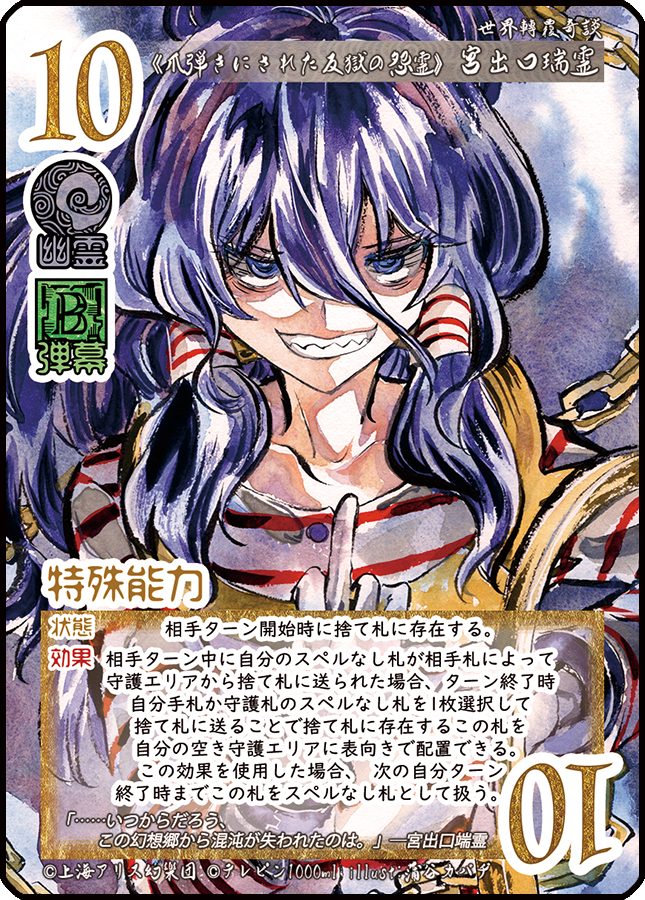 10
世界轉覆奇談
《爪弾きにされた反獄の怨霊》 宮出口瑞霊
幽霊
B
弾幕
特殊能力
状態 相手ターン開始時に捨て札に存在する。
効果 相手ターン中に自分のスペルなし札が相手札によって
守護エリアから捨て札に送られた場合、ターン終了時
自分手札か守護札のスペルなし札を1枚選択して
捨て札に送ることで捨て札に存在するこの札を
自分の空き守護エリアに表向きで配置できる。
この効果を使用した場合、次の自分ターン
終了時までこの札をスペルなし札として扱う。
「……いつからだろう、
この幻想郷から混沌が失われたのは。」—宮出口端霊
10
©上海アリス幻樂団 ©テレビン1000ml illust:蒲谷カバヂ